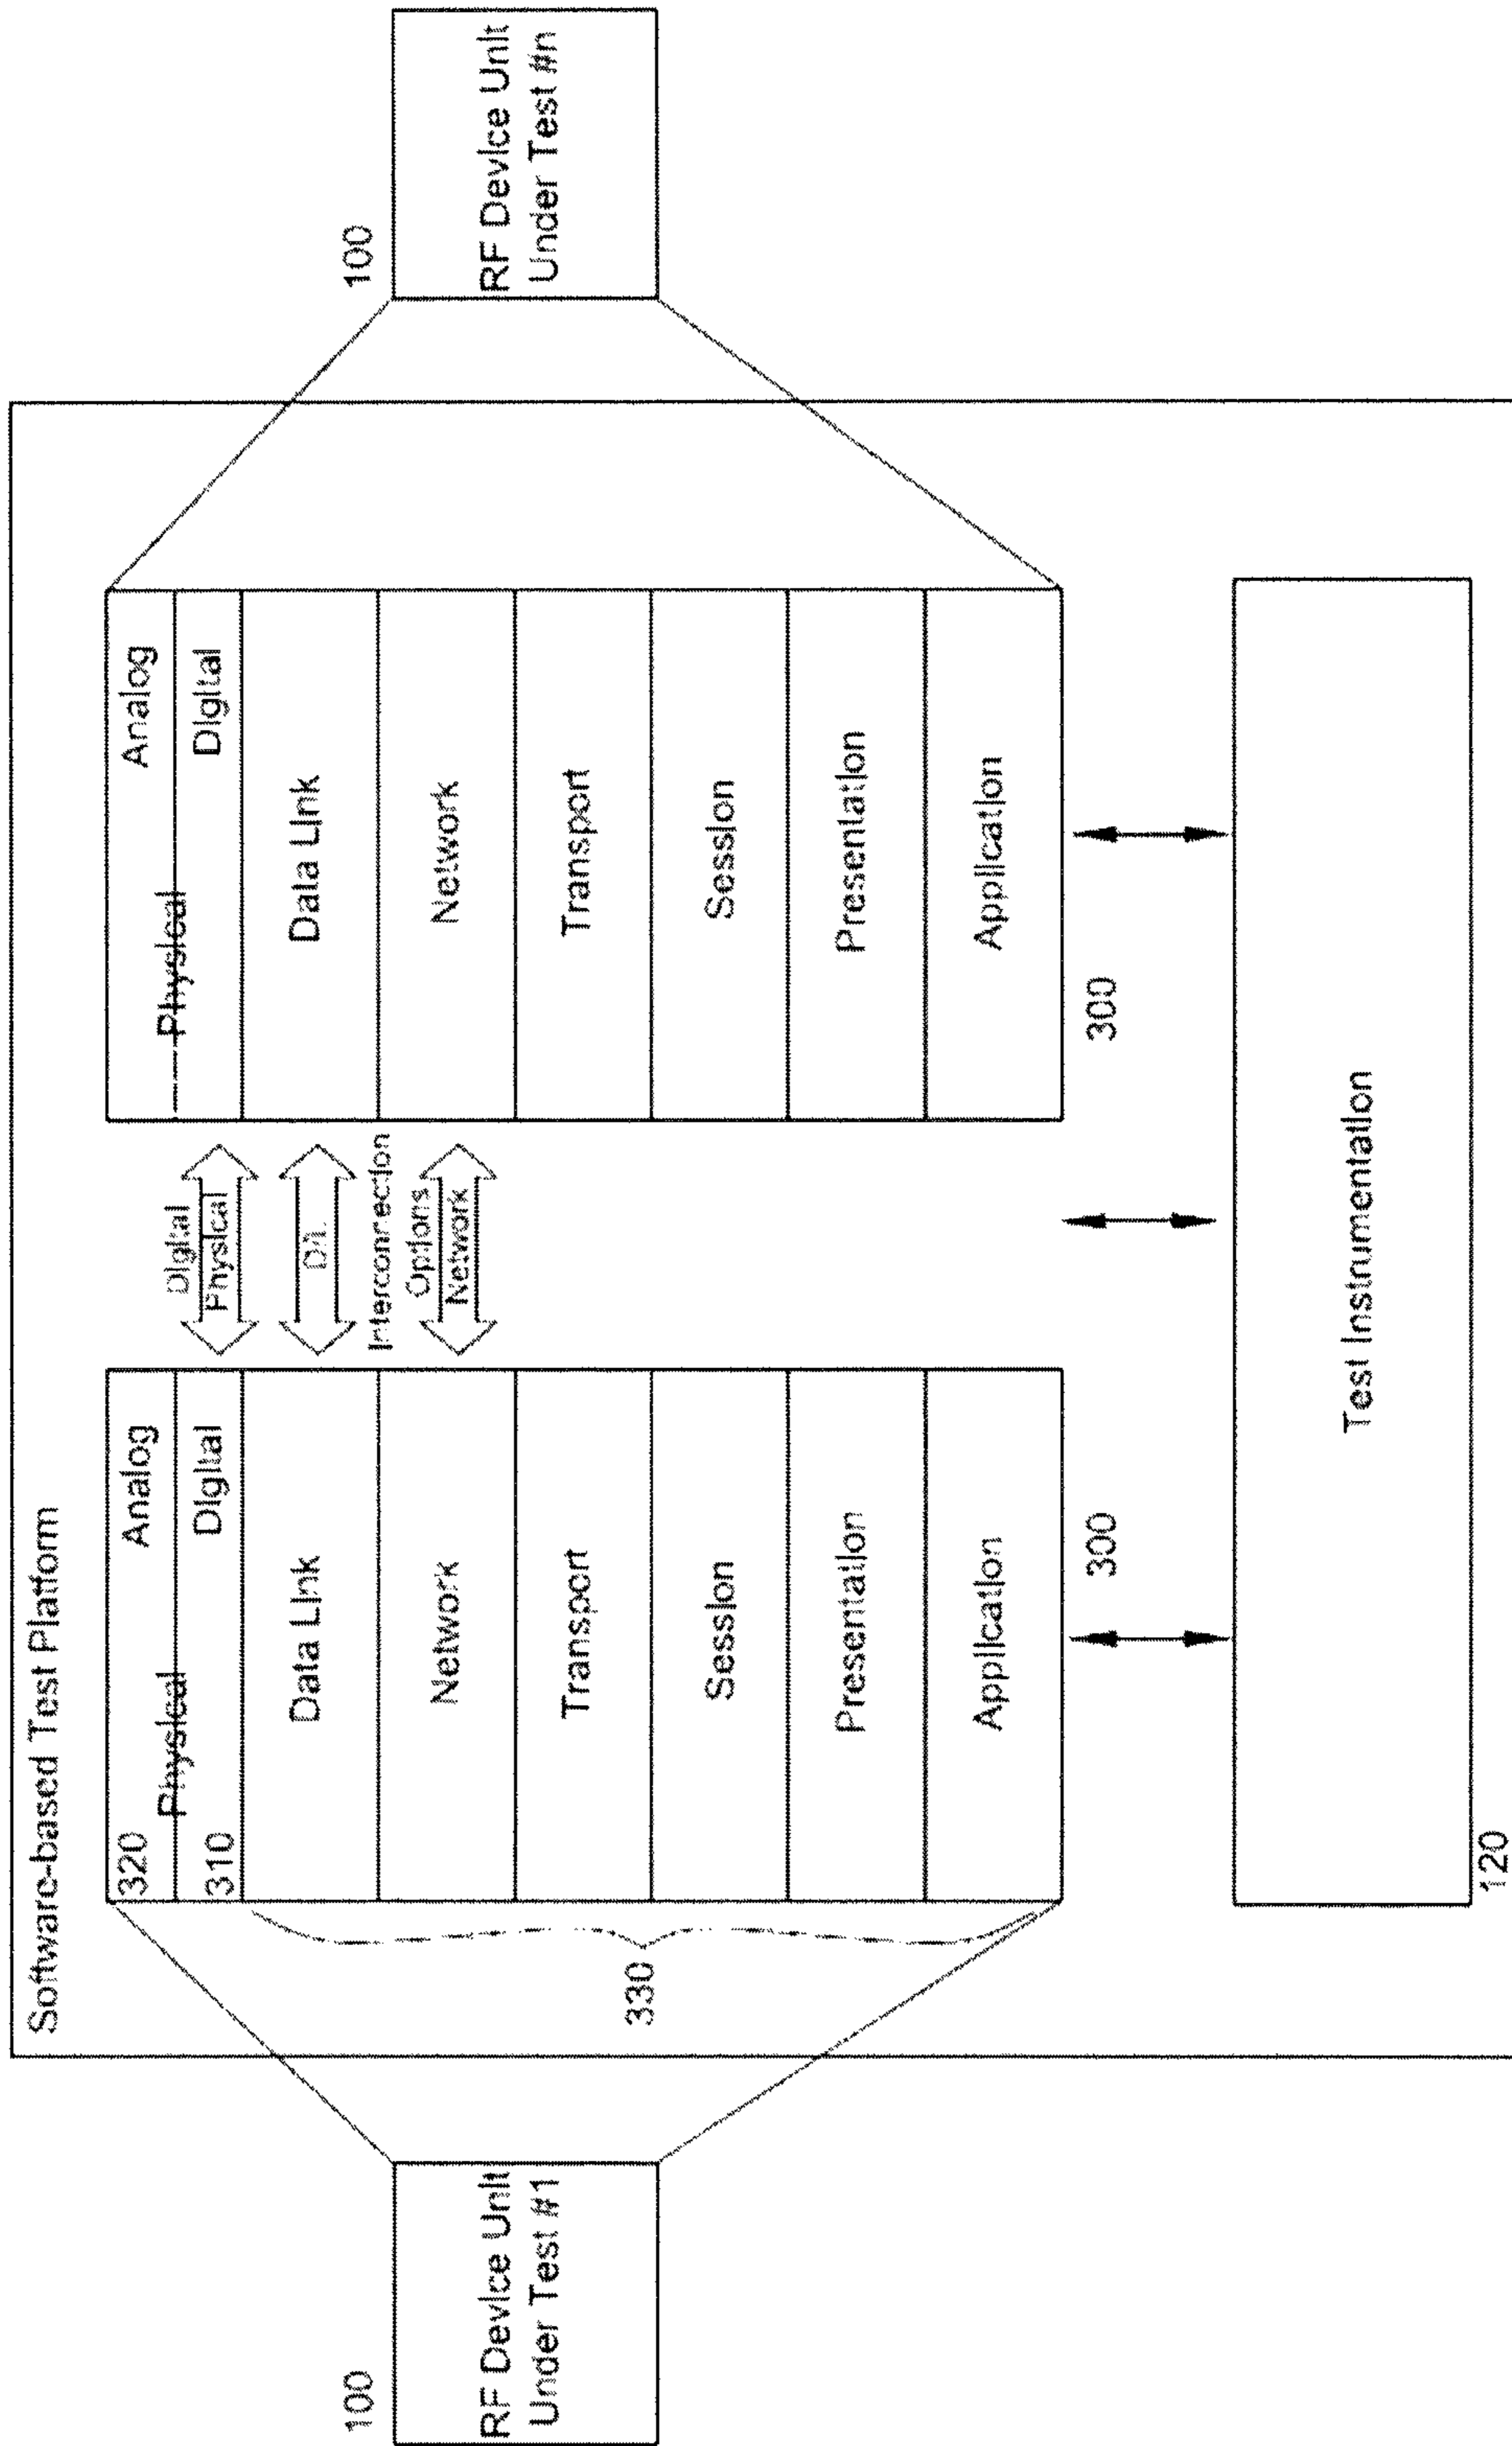 Software-based Test Platform
100
RF Device Unit
Under Test #1
320
Analog
Physical
310
Digital
Data Link
Network
Transport
Session
Presentation
Application
330
300
Digital
Physical
D/L
Interconnection
Options
Network
Analog
Physical
Digital
Data Link
Network
Transport
Session
Presentation
Application
300
100
RF Device Unit
Under Test #n
Test Instrumentation
120